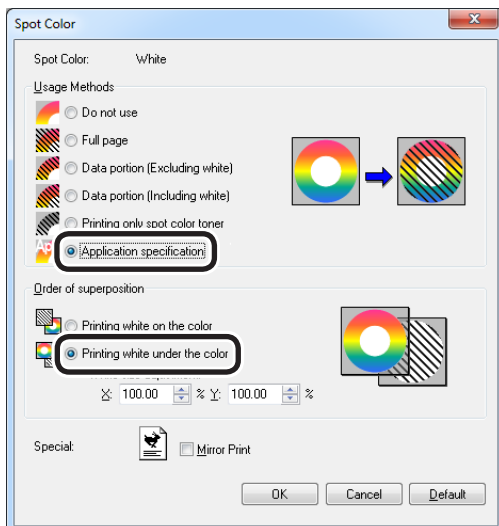 Spot Color
Spot Color: White
Usage Methods
Do not use
Full page
Data portion (Excluding white)
Data portion (Including white)
Printing only spot color toner
Application specification
Order of superposition
Printing white on the color
Printing white under the color
X: 100.00 % Y: 100.00 %
Special: Mirror Print
OK Cancel Default